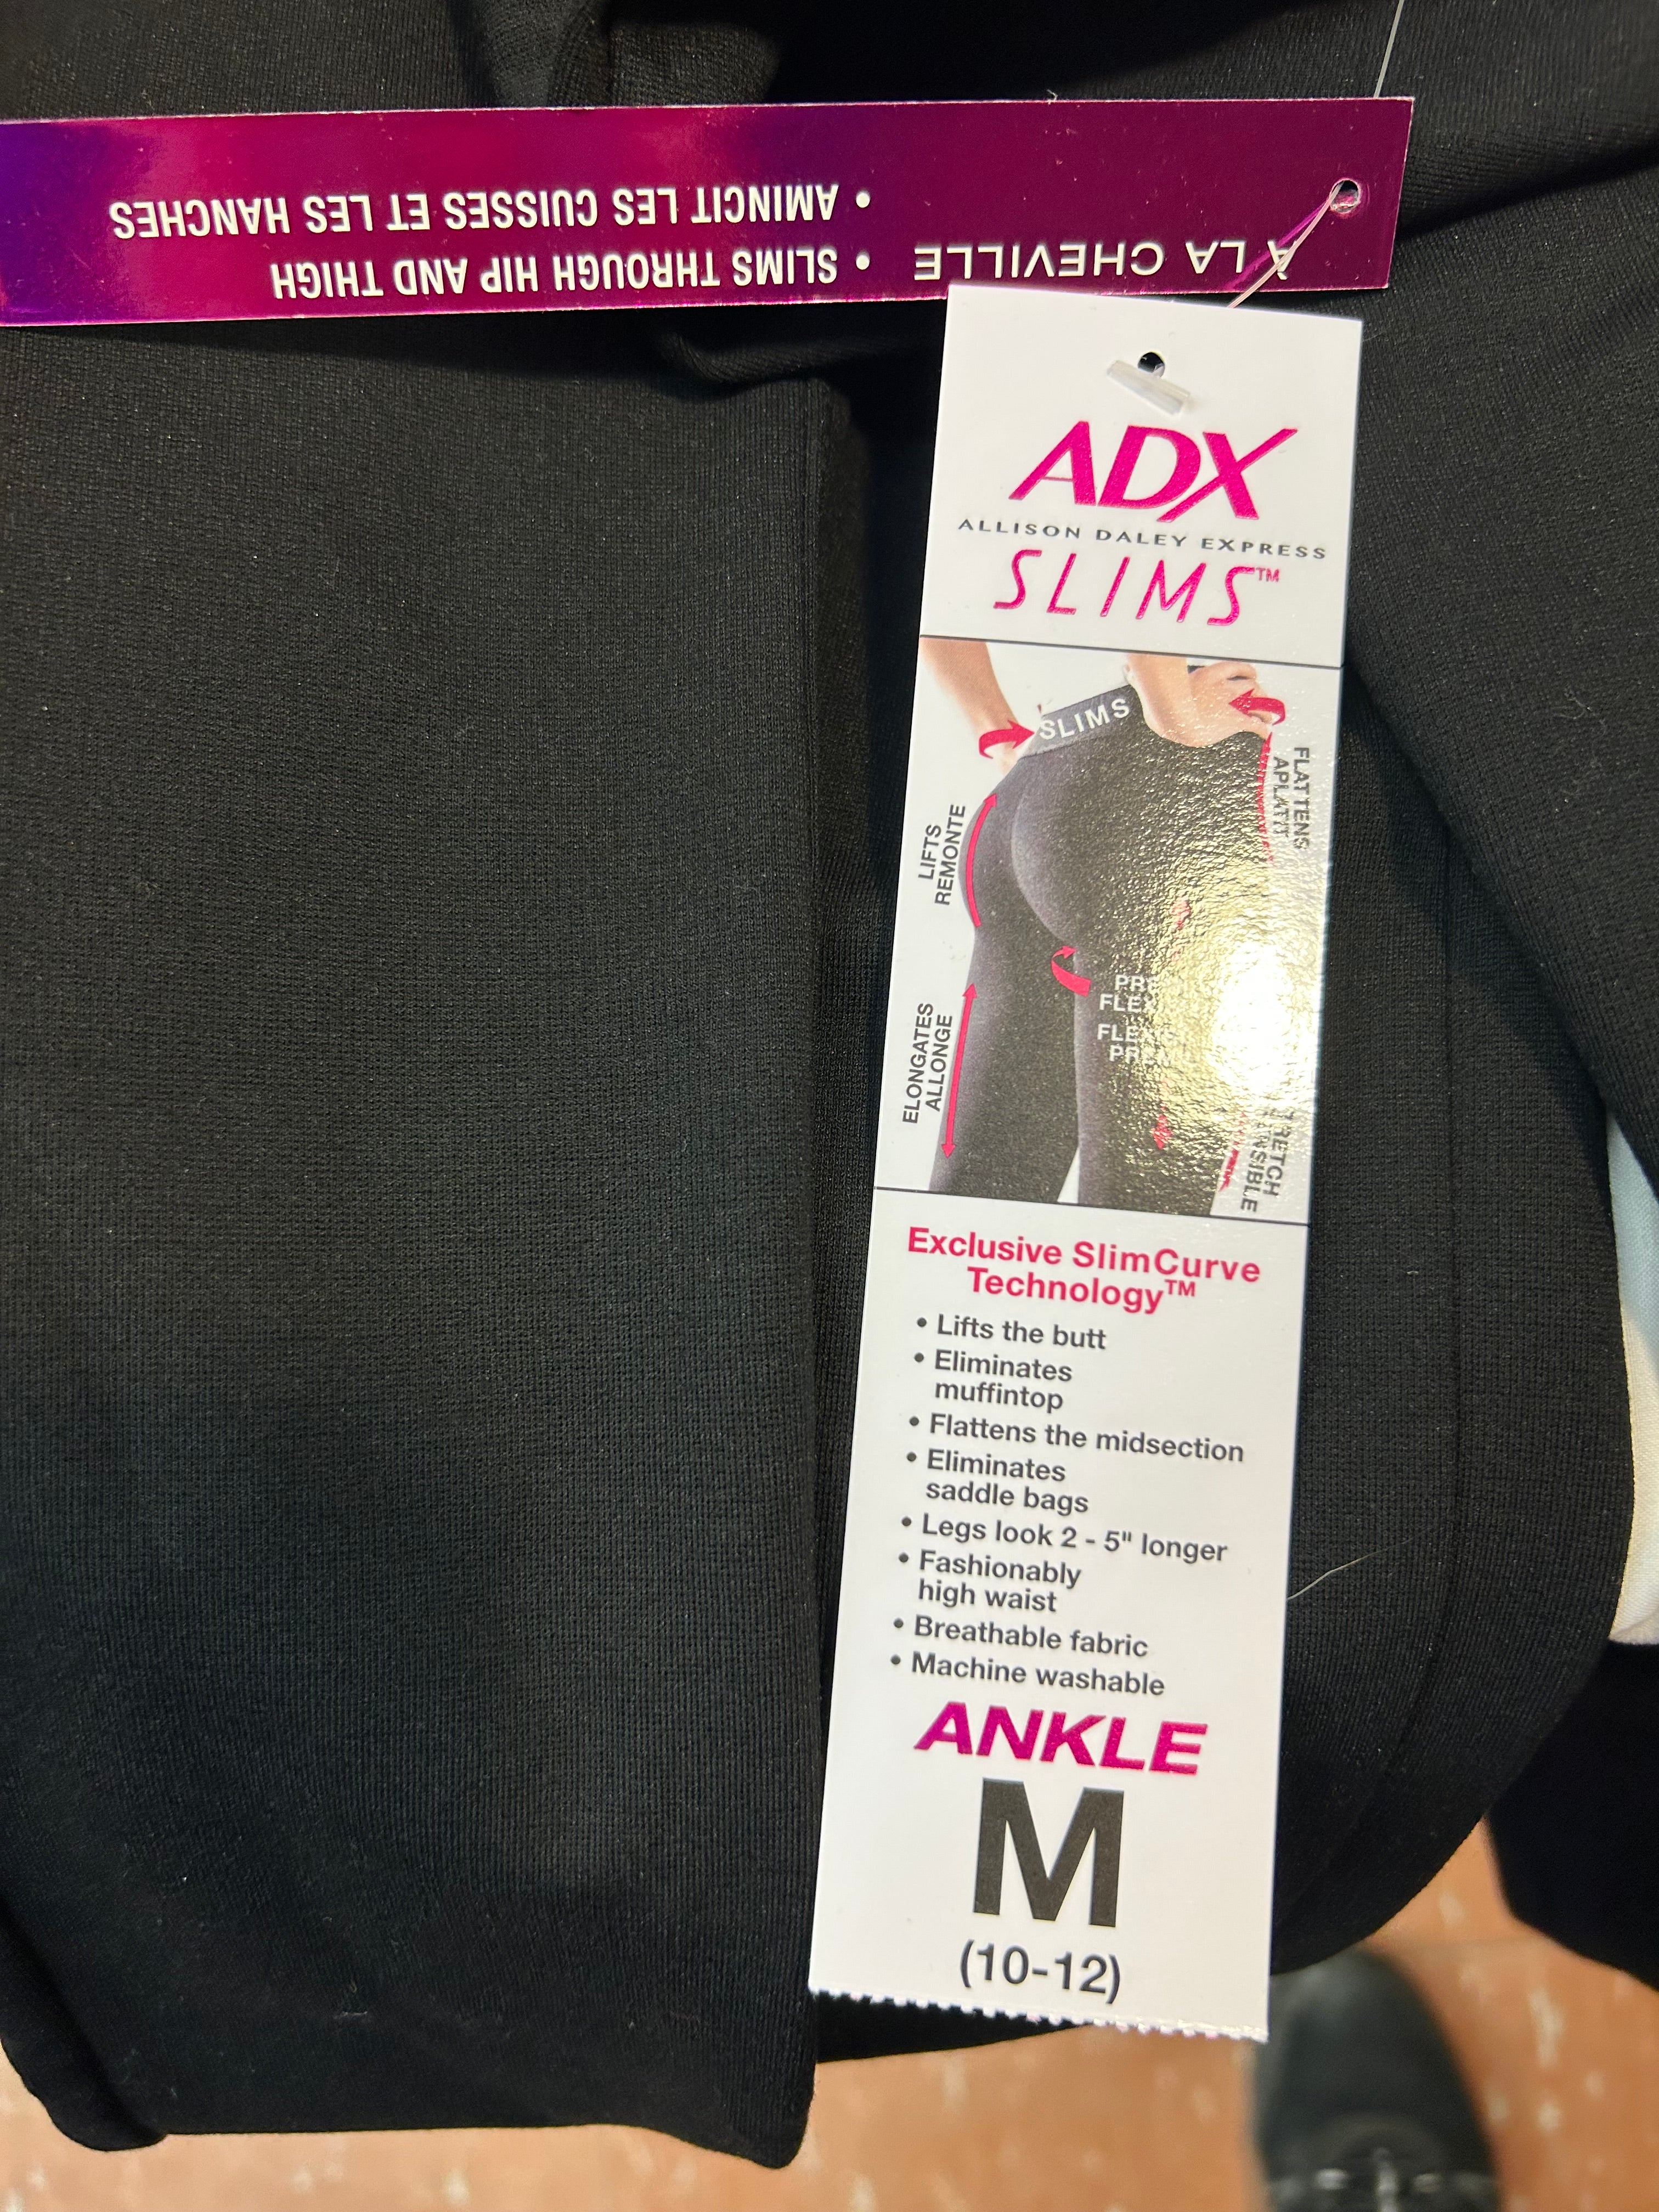 À LA CHEVILLE
• SLIMS THROUGH HIP AND THIGH
• AMINCIT LES CUISSES ET LES HANCHES
ADX
ALLISON DALEY EXPRESS
SLIMS™
SLIMS
FLATTENS
APLATIT
LIFTS
REMONTE
ELONGATES
ALLONGE
Exclusive SlimCurve
Technology™
• Lifts the butt
• Eliminates
muffintop
• Flattens the midsection
• Eliminates
saddle bags
• Legs look 2 - 5" longer
• Fashionably
high waist
• Breathable fabric
• Machine washable
ANKLE
M
(10-12)